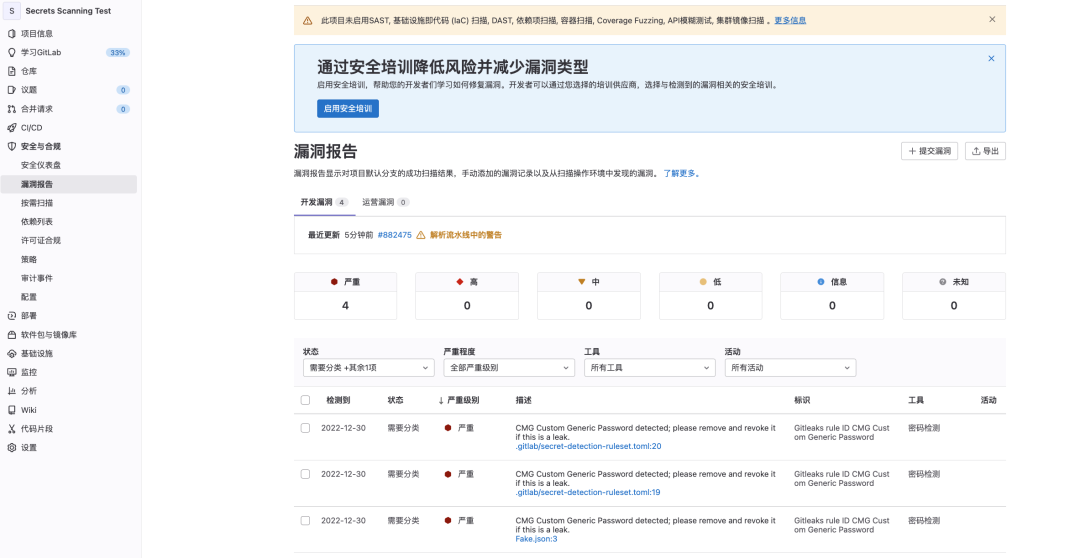 S Secrets Scanning Test
项目信息
学习GitLab 33%
仓库
议题 0
合并请求 0
CI/CD
安全与合规
安全仪表盘
漏洞报告
按需扫描
依赖列表
许可证合规
策略
审计事件
配置
部署
软件包与镜像库
基础设施
监控
分析
Wiki
代码片段
设置
此项目未启用SAST, 基础设施即代码 (IaC) 扫描, DAST, 依赖项扫描, 容器扫描, Coverage Fuzzing, API模糊测试, 集群镜像扫描 。更多信息
通过安全培训降低风险并减少漏洞类型
启用安全培训，帮助您的开发者们学习如何修复漏洞。开发者可以通过您选择的培训供应商，选择与检测到的漏洞相关的安全培训。
启用安全培训
漏洞报告
提交漏洞 导出
漏洞报告显示对项目默认分支的成功扫描结果，手动添加的漏洞记录以及从扫描操作环境中发现的漏洞。 了解更多。
开发漏洞 4 运营漏洞 0
最近更新 5分钟前 #882475 解析流水线中的警告
严重 高 中 低 信息 未知
4 0 0 0 0 0
状态 严重程度 工具 活动
需要分类 +其余1项 全部严重级别 所有工具 所有活动
检测到 状态 ↓ 严重级别 描述 标识 工具 活动
2022-12-30 需要分类 严重 CMG Custom Generic Password detected; please remove and revoke it Gitleaks rule ID CMG Cust 密码检测
if this is a leak. om Generic Password
.gitlab/secret-detection-ruleset.toml:20
2022-12-30 需要分类 严重 CMG Custom Generic Password detected; please remove and revoke it Gitleaks rule ID CMG Cust 密码检测
if this is a leak. om Generic Password
.gitlab/secret-detection-ruleset.toml:19
2022-12-30 需要分类 严重 CMG Custom Generic Password detected; please remove and revoke it Gitleaks rule ID CMG Cust 密码检测
if this is a leak. om Generic Password
Fake.json:3